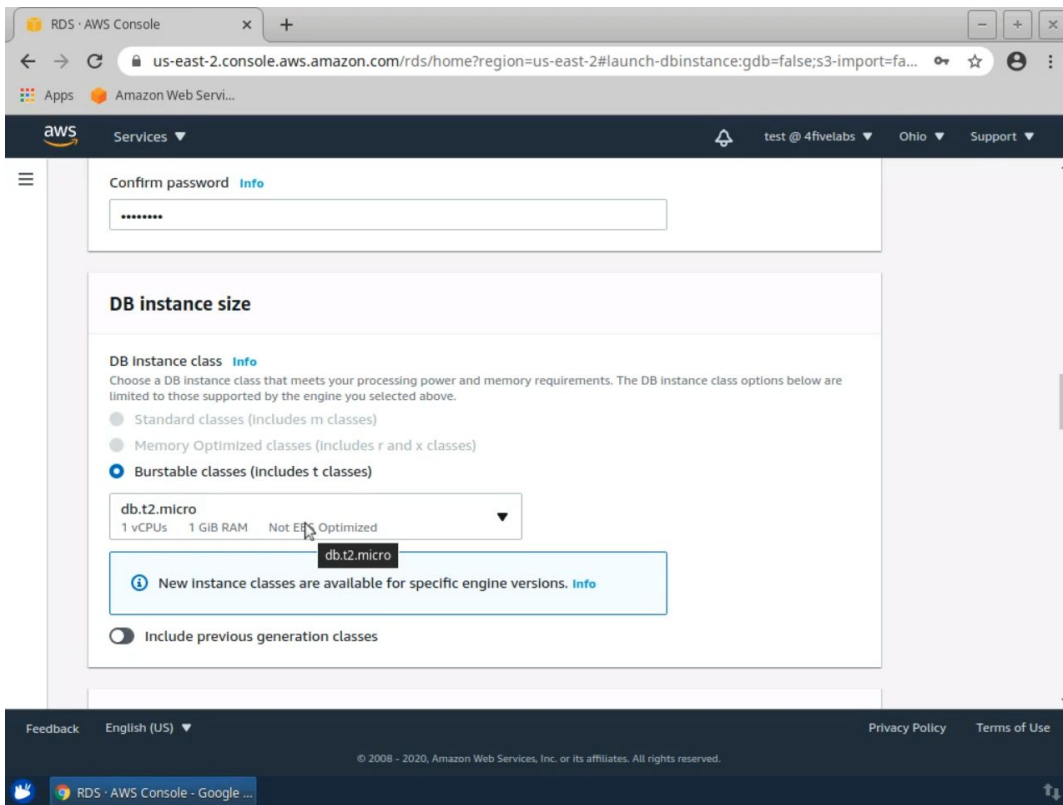 RDS · AWS Console
us-east-2.console.aws.amazon.com/rds/home?region=us-east-2#launch-dbinstance:gdb=false;s3-import=fa...
Apps Amazon Web Servi...
aws Services test @ 4fivelabs Ohio Support
Confirm password Info
••••••••
DB instance size
DB instance class Info
Choose a DB instance class that meets your processing power and memory requirements. The DB instance class options below are
limited to those supported by the engine you selected above.
Standard classes (includes m classes)
Memory Optimized classes (includes r and x classes)
Burstable classes (includes t classes)
db.t2.micro
1 vCPUs 1 GiB RAM Not EBS Optimized
db.t2.micro
New instance classes are available for specific engine versions. Info
Include previous generation classes
Feedback English (US) Privacy Policy Terms of Use
© 2008 - 2020, Amazon Web Services, Inc. or its affiliates. All rights reserved.
RDS · AWS Console - Google ...